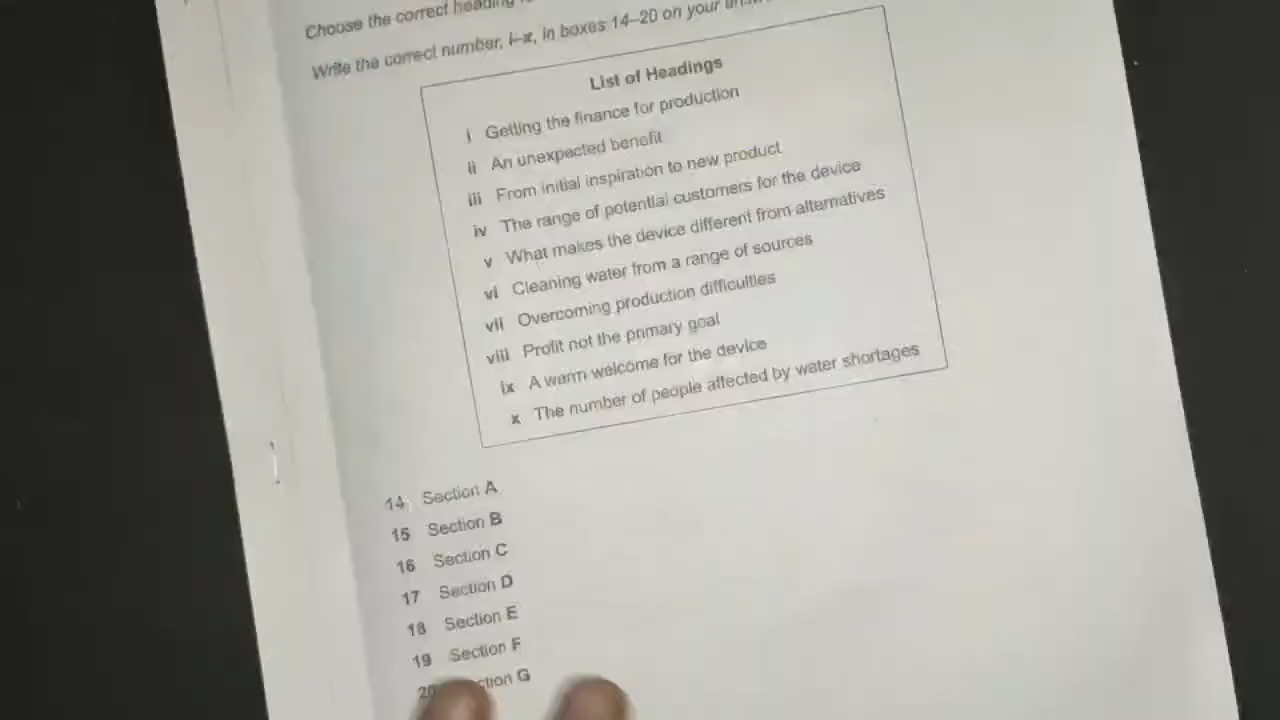 Choose the correct heading
Write the correct number, i–x, in boxes 14–20 on your
List of Headings
i Getting the finance for production
ii An unexpected benefit
iii From initial inspiration to new product
iv The range of potential customers for the device
v What makes the device different from alternatives
vi Cleaning water from a range of sources
vii Overcoming production difficulties
viii Profit not the primary goal
ix A warm welcome for the device
x The number of people affected by water shortages
14 Section A
15 Section B
16 Section C
17 Section D
18 Section E
19 Section F
20 Section G